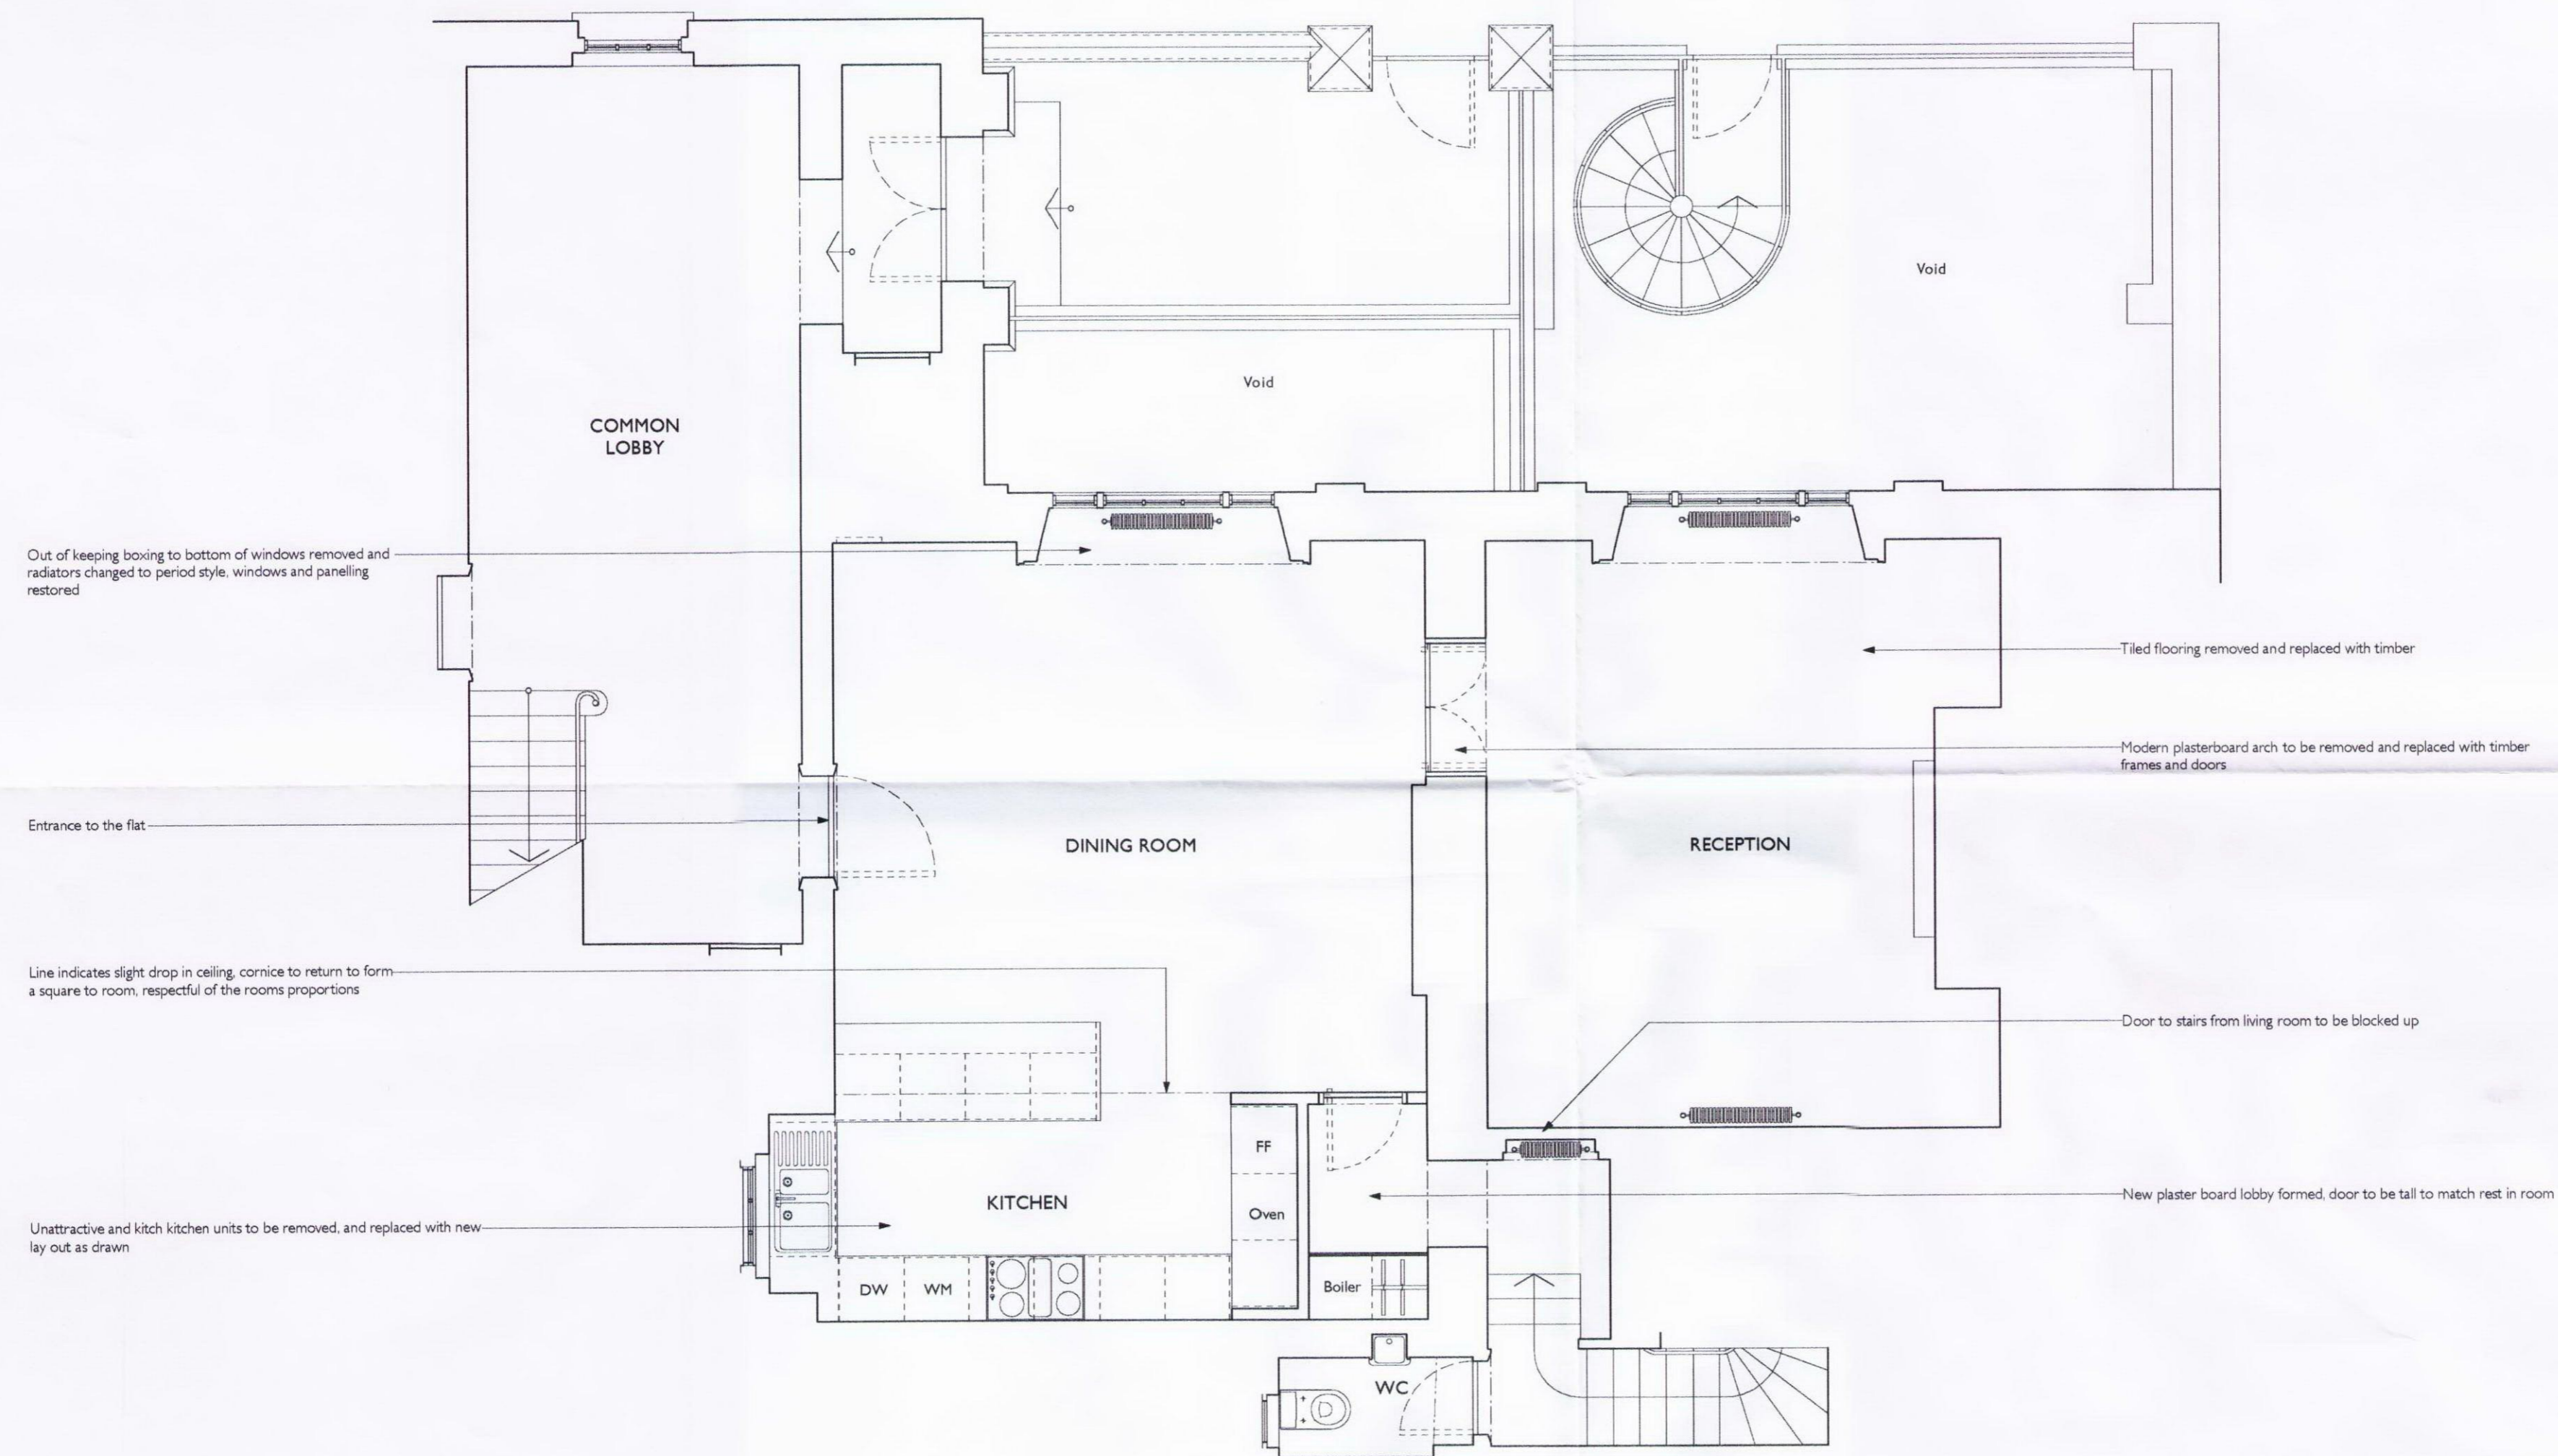 Void
Void
COMMON
LOBBY
Out of keeping boxing to bottom of windows removed and
radiators changed to period style, windows and panelling
restored
Tiled flooring removed and replaced with timber
Modern plasterboard arch to be removed and replaced with timber
frames and doors
Entrance to the flat
DINING ROOM
RECEPTION
Line indicates slight drop in ceiling, cornice to return to form
a square to room, respectful of the rooms proportions
Door to stairs from living room to be blocked up
FF
KITCHEN
Oven
New plaster board lobby formed, door to be tall to match rest in room
Unattractive and kitch kitchen units to be removed, and replaced with new
lay out as drawn
DW
WM
Boiler
WC